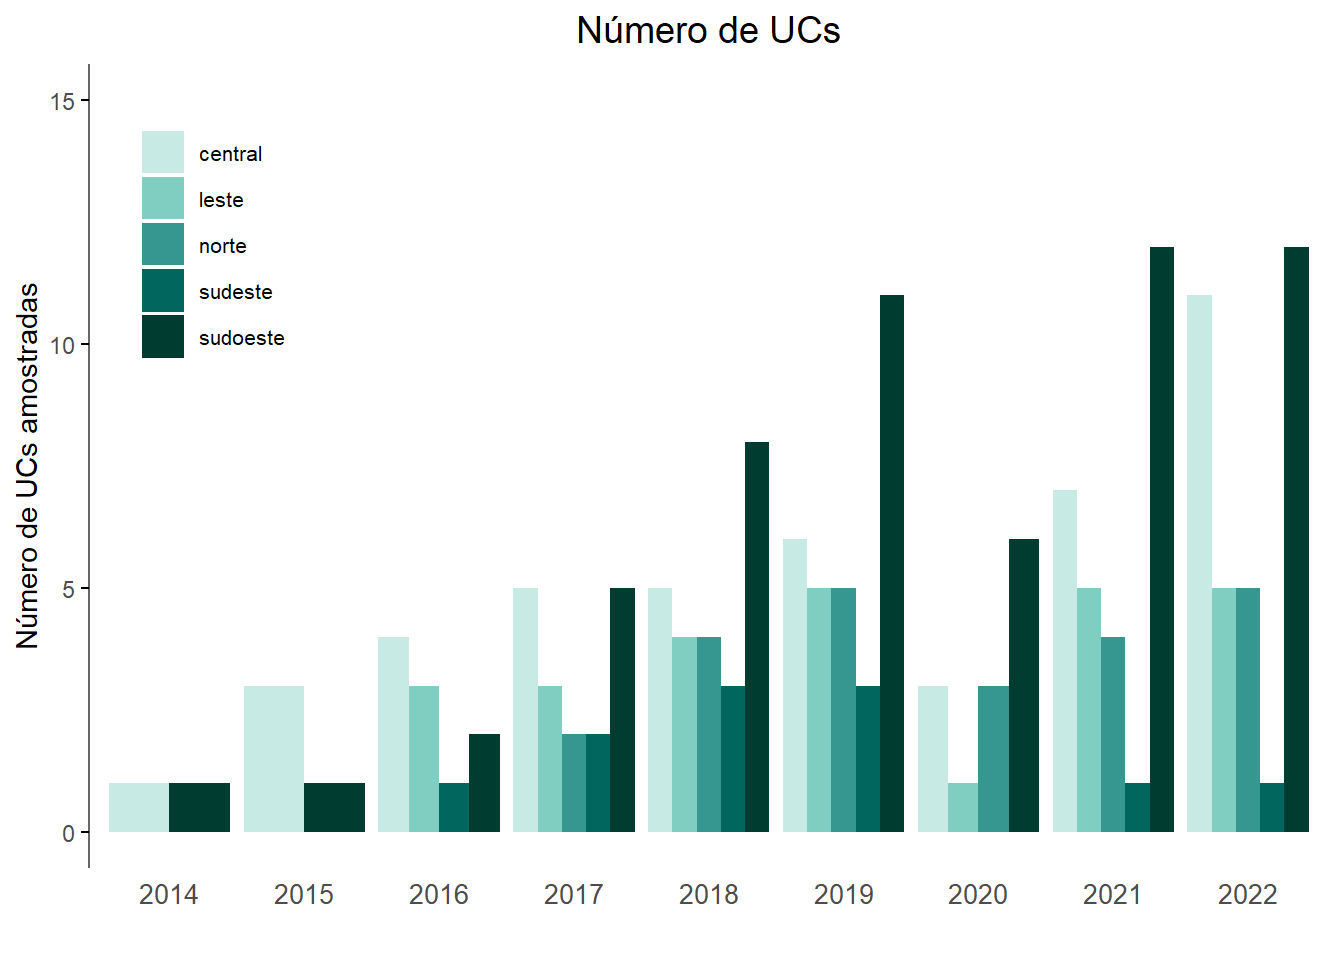 Número de UCs
Número de UCs amostradas
15
10
5
0
central
leste
norte
sudeste
sudoeste
2014 2015 2016 2017 2018 2019 2020 2021 2022